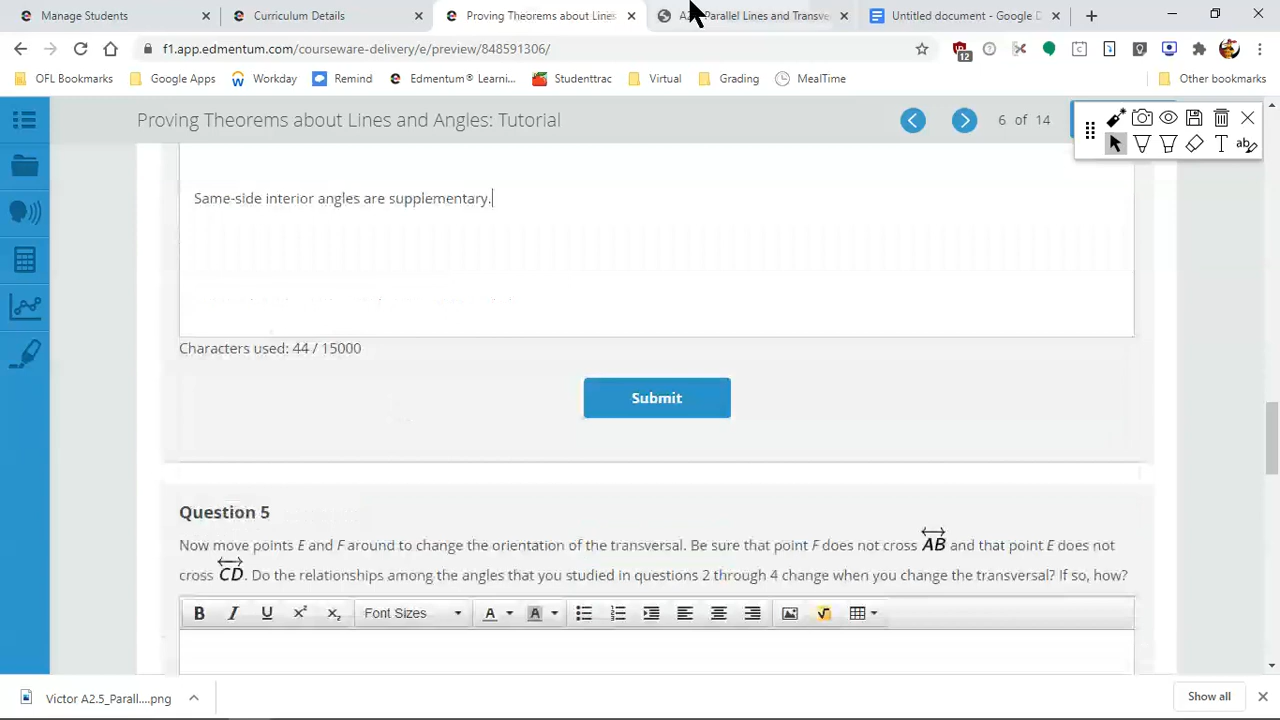 Manage Students
Curriculum Details
Proving Theorems about Lines
Parallel Lines and Transve
Untitled document - Google D
f1.app.edmentum.com/courseware-delivery/e/preview/848591306/
12
OFL Bookmarks
Google Apps
Workday
Remind
Edmentum® Learni...
Studenttrac
Virtual
Grading
MealTime
Other bookmarks
Proving Theorems about Lines and Angles: Tutorial
6 of 14
Same-side interior angles are supplementary.
Characters used: 44 / 15000
Submit
Question 5
Now move points E and F around to change the orientation of the transversal. Be sure that point F does not cross AB and that point E does not
cross CD. Do the relationships among the angles that you studied in questions 2 through 4 change when you change the transversal? If so, how?
B I U x² x₂ Font Sizes A A
Victor A2.5_Parall....png
Show all